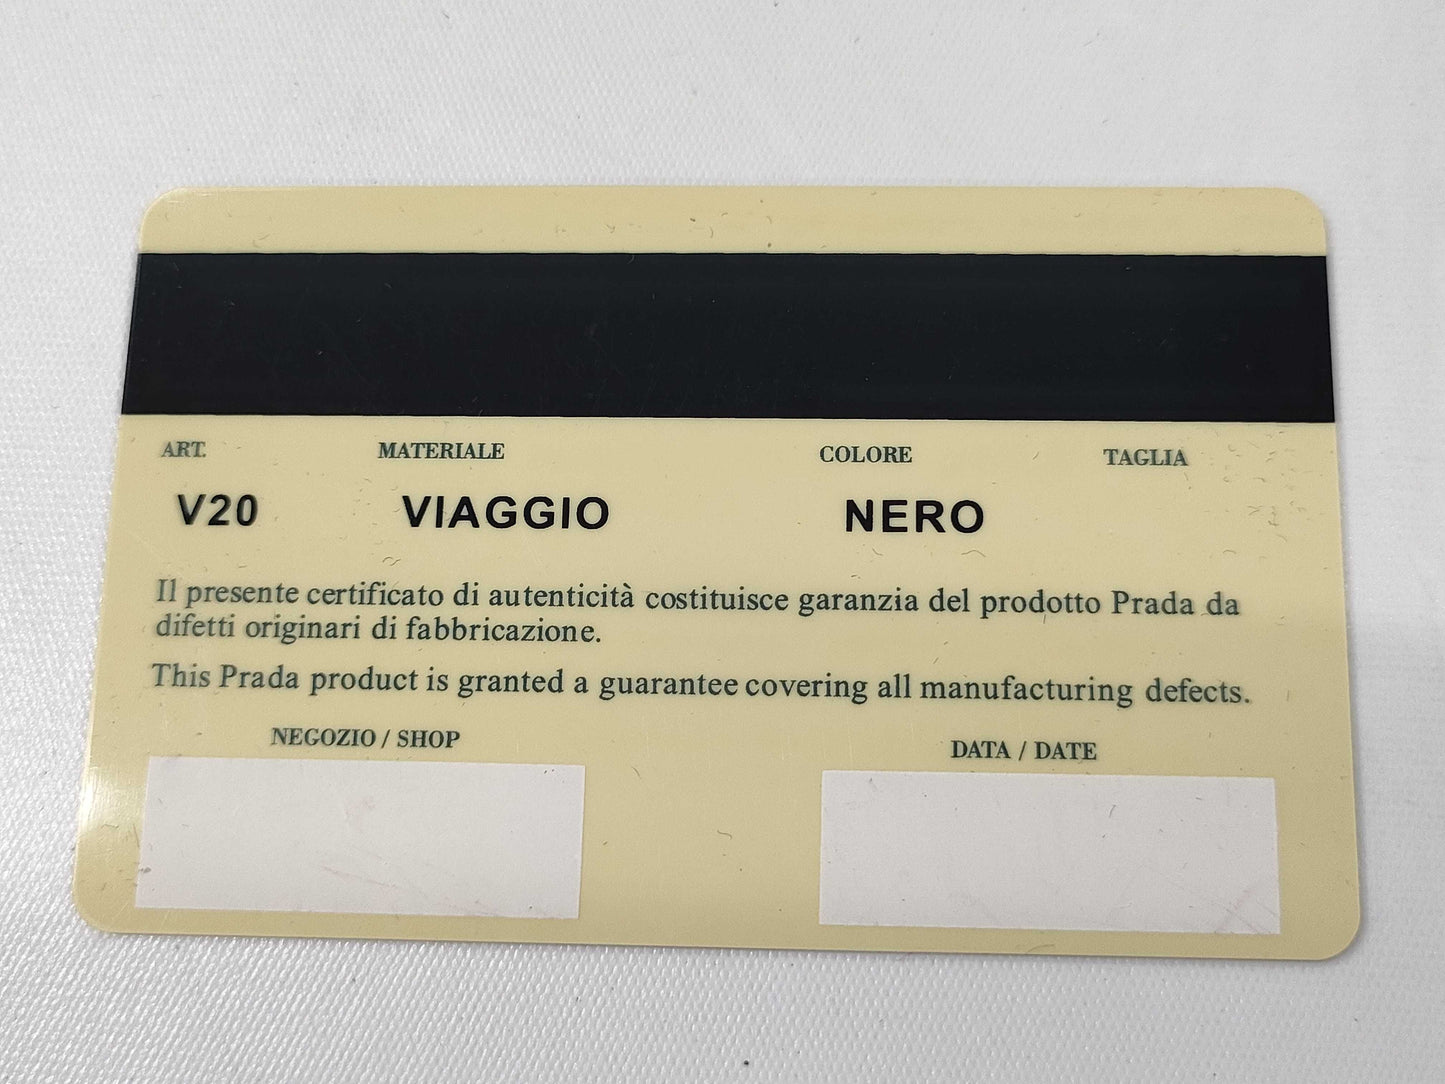 ART. MATERIALE COLORE TAGLIA
V20 VIAGGIO NERO
Il presente certificato di autenticità costituisce garanzia del prodotto Prada da
difetti originari di fabbricazione.
This Prada product is granted a guarantee covering all manufacturing defects.
NEGOZIO / SHOP DATA / DATE